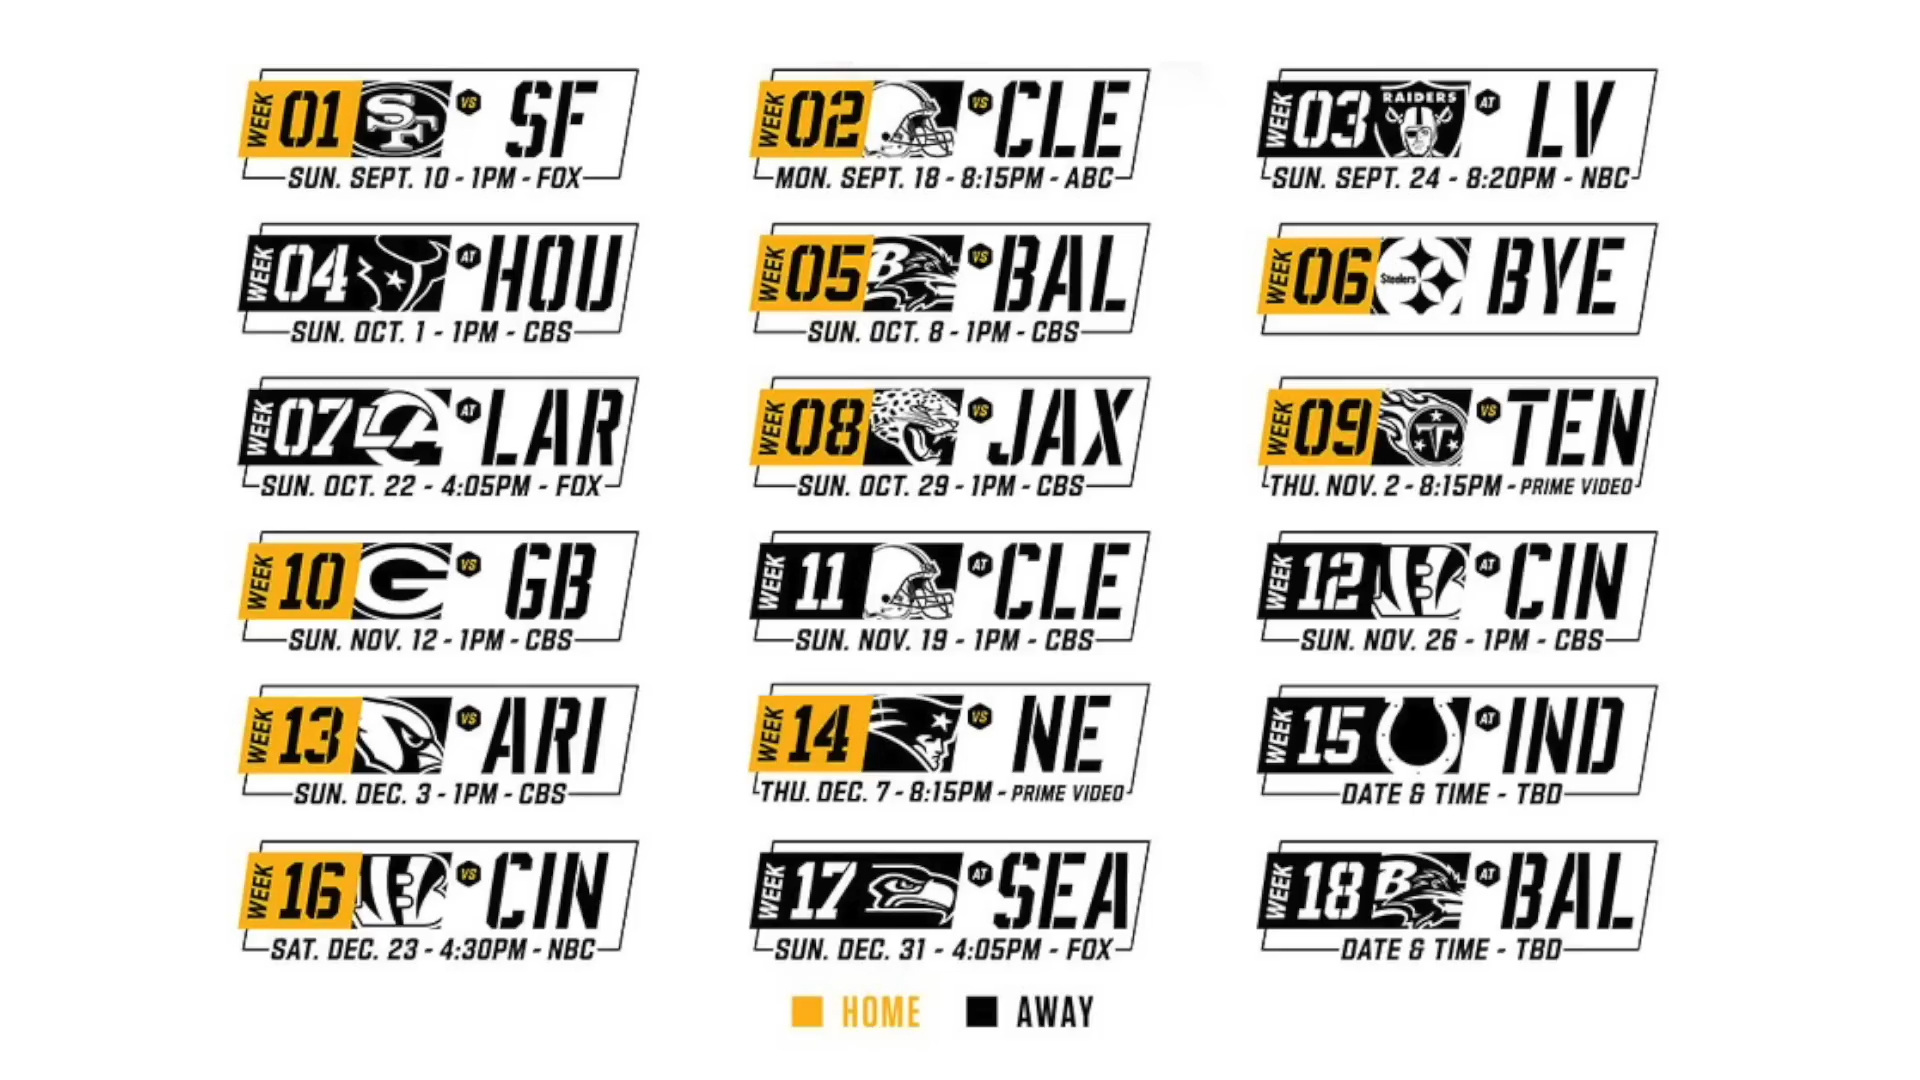 WEEK 01 VS SF
SUN. SEPT. 10 - 1PM - FOX
WEEK 02 VS CLE
MON. SEPT. 18 - 8:15PM - ABC
WEEK 03 RAIDERS AT LV
SUN. SEPT. 24 - 8:20PM - NBC
WEEK 04 AT HOU
SUN. OCT. 1 - 1PM - CBS
WEEK 05 B VS BAL
SUN. OCT. 8 - 1PM - CBS
WEEK 06 Steelers BYE
WEEK 07 LA AT LAR
SUN. OCT. 22 - 4:05PM - FOX
WEEK 08 VS JAX
SUN. OCT. 29 - 1PM - CBS
WEEK 09 T VS TEN
THU. NOV. 2 - 8:15PM - PRIME VIDEO
WEEK 10 G VS GB
SUN. NOV. 12 - 1PM - CBS
WEEK 11 AT CLE
SUN. NOV. 19 - 1PM - CBS
WEEK 12 B AT CIN
SUN. NOV. 26 - 1PM - CBS
WEEK 13 VS ARI
SUN. DEC. 3 - 1PM - CBS
WEEK 14 VS NE
THU. DEC. 7 - 8:15PM - PRIME VIDEO
WEEK 15 AT IND
DATE & TIME - TBD
WEEK 16 B VS CIN
SAT. DEC. 23 - 4:30PM - NBC
WEEK 17 AT SEA
SUN. DEC. 31 - 4:05PM - FOX
WEEK 18 B AT BAL
DATE & TIME - TBD
HOME AWAY